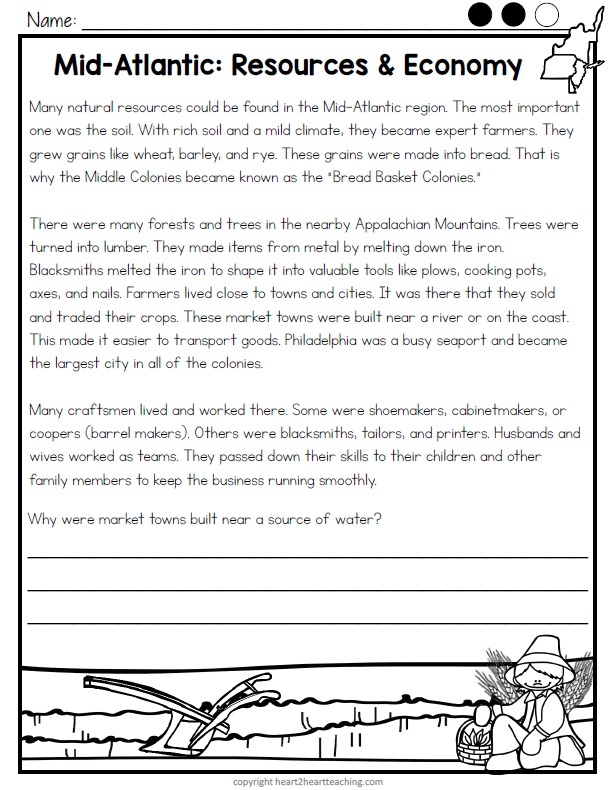 Name:
Mid-Atlantic: Resources & Economy
Many natural resources could be found in the Mid-Atlantic region. The most important
one was the soil. With rich soil and a mild climate, they became expert farmers. They
grew grains like wheat, barley, and rye. These grains were made into bread. That is
why the Middle Colonies became known as the "Bread Basket Colonies."
There were many forests and trees in the nearby Appalachian Mountains. Trees were
turned into lumber. They made items from metal by melting down the iron.
Blacksmiths melted the iron to shape it into valuable tools like plows, cooking pots,
axes, and nails. Farmers lived close to towns and cities. It was there that they sold
and traded their crops. These market towns were built near a river or on the coast.
This made it easier to transport goods. Philadelphia was a busy seaport and became
the largest city in all of the colonies.
Many craftsmen lived and worked there. Some were shoemakers, cabinetmakers, or
coopers (barrel makers). Others were blacksmiths, tailors, and printers. Husbands and
wives worked as teams. They passed down their skills to their children and other
family members to keep the business running smoothly.
Why were market towns built near a source of water?
copyright heart2heartteaching.com